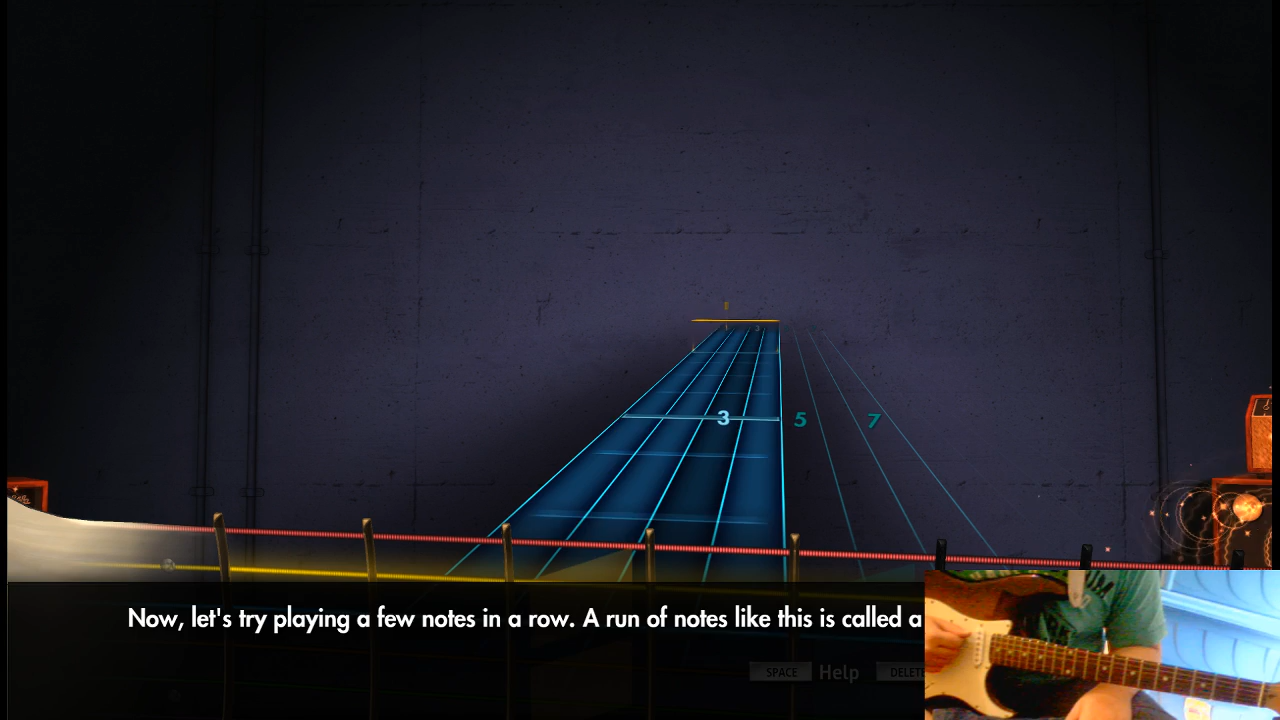 3
5
7
Now, let's try playing a few notes in a row. A run of notes like this is called a
SPACE Help DELETE